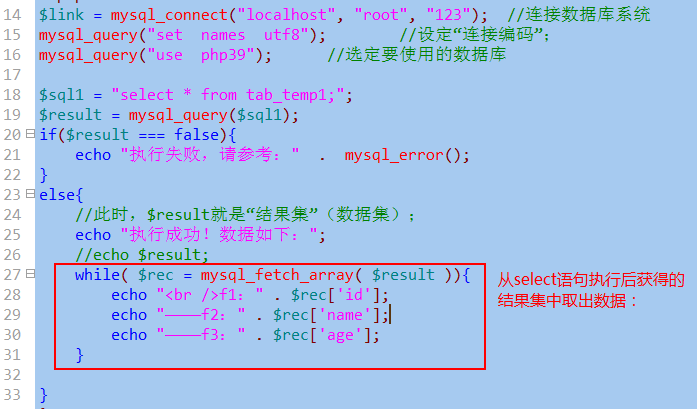 14 $link = mysql_connect("localhost", "root", "123"); //连接数据库系统
15 mysql_query("set names utf8"); //设定“连接编码”;
16 mysql_query("use php39"); //选定要使用的数据库
17
18 $sql1 = "select * from tab_temp1;";
19 $result = mysql_query($sql1);
20 if($result === false){
21 echo "执行失败，请参考：" . mysql_error();
22 }
23 else{
24 //此时，$result就是“结果集”（数据集）;
25 echo "执行成功！数据如下：";
26 //echo $result;
27 while( $rec = mysql_fetch_array( $result )){
28 echo "<br />f1：" . $rec['id'];
29 echo "——f2：" . $rec['name'];
30 echo "——f3：" . $rec['age'];
31 }
32
33 }
从select语句执行后获得的
结果集中取出数据：